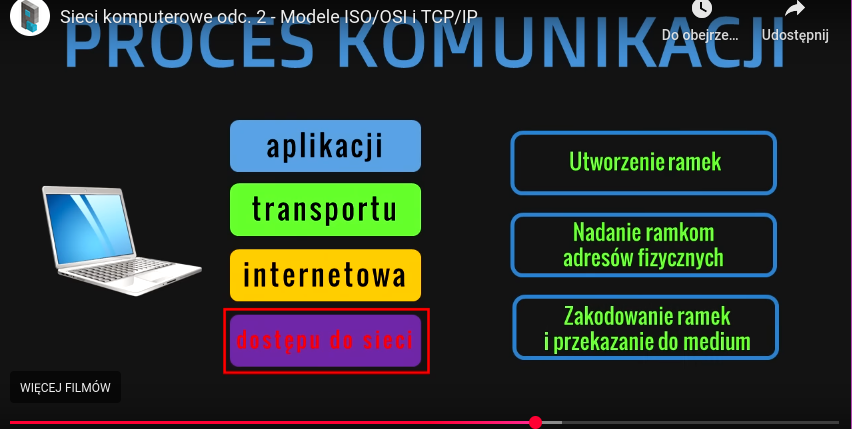 Sieci komputerowe odc. 2 - Modele ISO/OSI i TCP/IP
Do obejrze...
Udostępnij
PROCES KOMUNIKACJI
aplikacji
transportu
internetowa
dostępu do sieci
Utworzenie ramek
Nadanie ramkom
adresów fizycznych
Zakodowanie ramek
i przekazanie do medium
WIĘCEJ FILMÓW